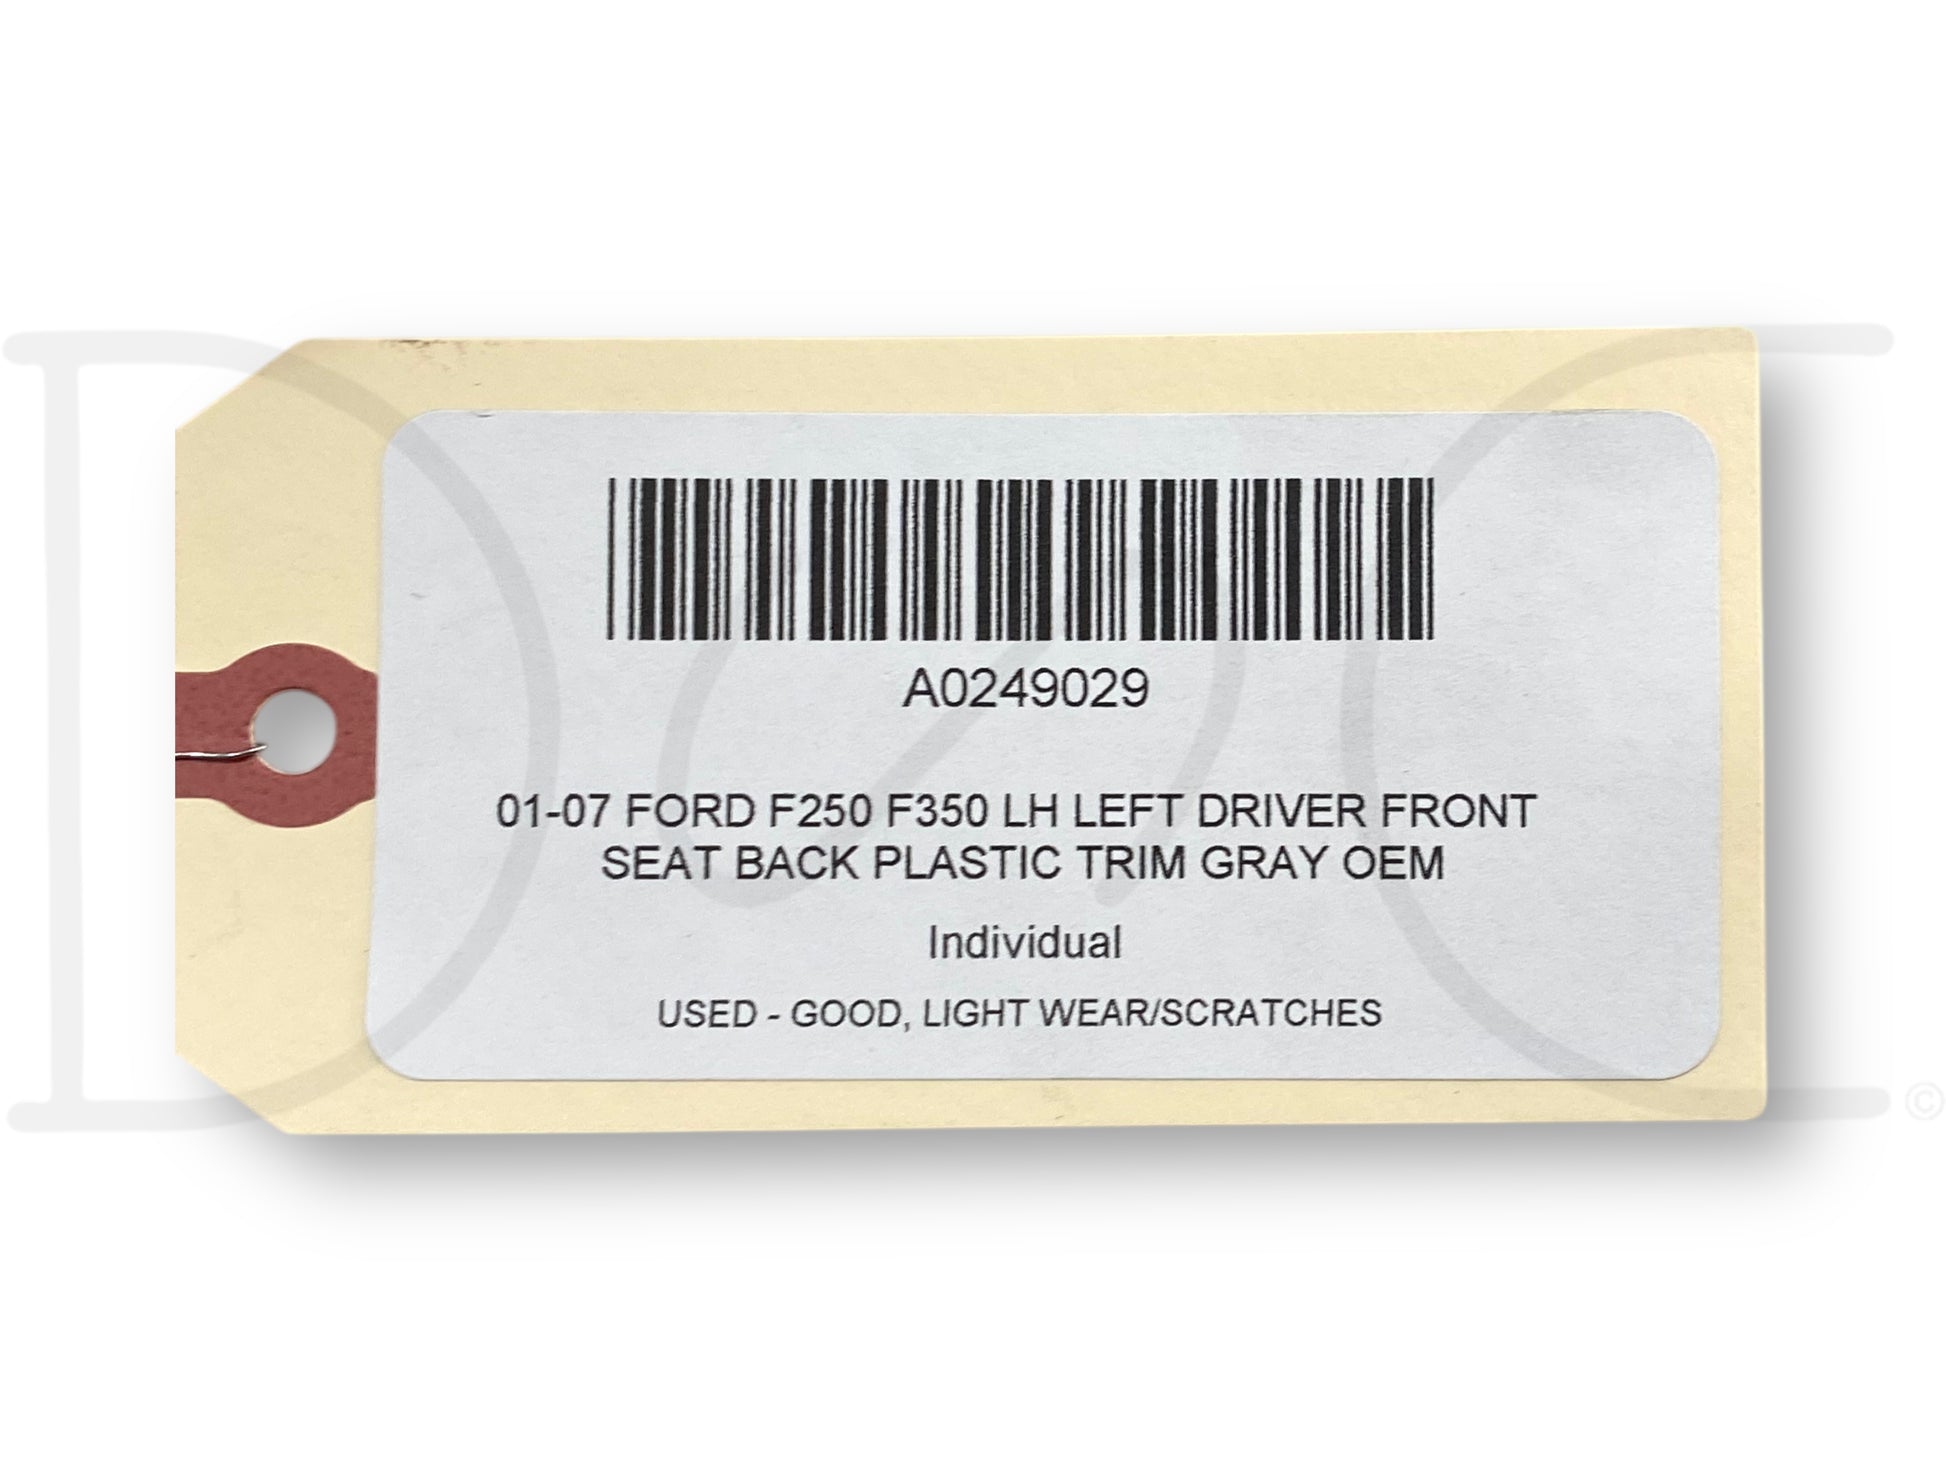 A0249029
01-07 FORD F250 F350 LH LEFT DRIVER FRONT
SEAT BACK PLASTIC TRIM GRAY OEM
Individual
USED - GOOD, LIGHT WEAR/SCRATCHES
©